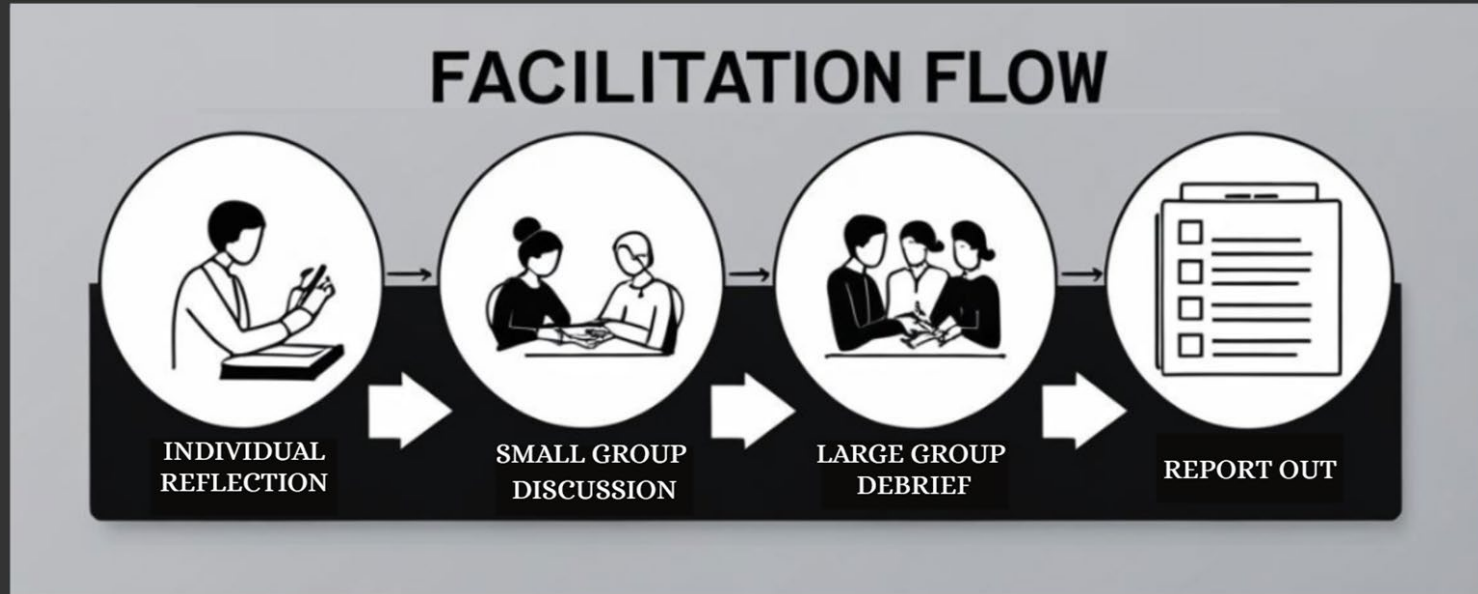 FACILITATION FLOW
INDIVIDUAL
REFLECTION
SMALL GROUP
DISCUSSION
LARGE GROUP
DEBRIEF
REPORT OUT